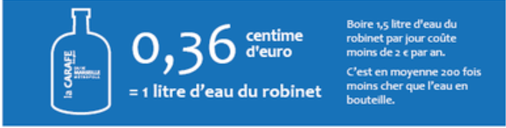 la CARAFE
EAU DE
MARSEILLE
MÉTROPOLE
0,36 centime
d'euro
= 1 litre d'eau du robinet
Boire 1,5 litre d'eau du
robinet par jour coûte
moins de 2 € par an.
C'est en moyenne 200 fois
moins cher que l'eau en
bouteille.